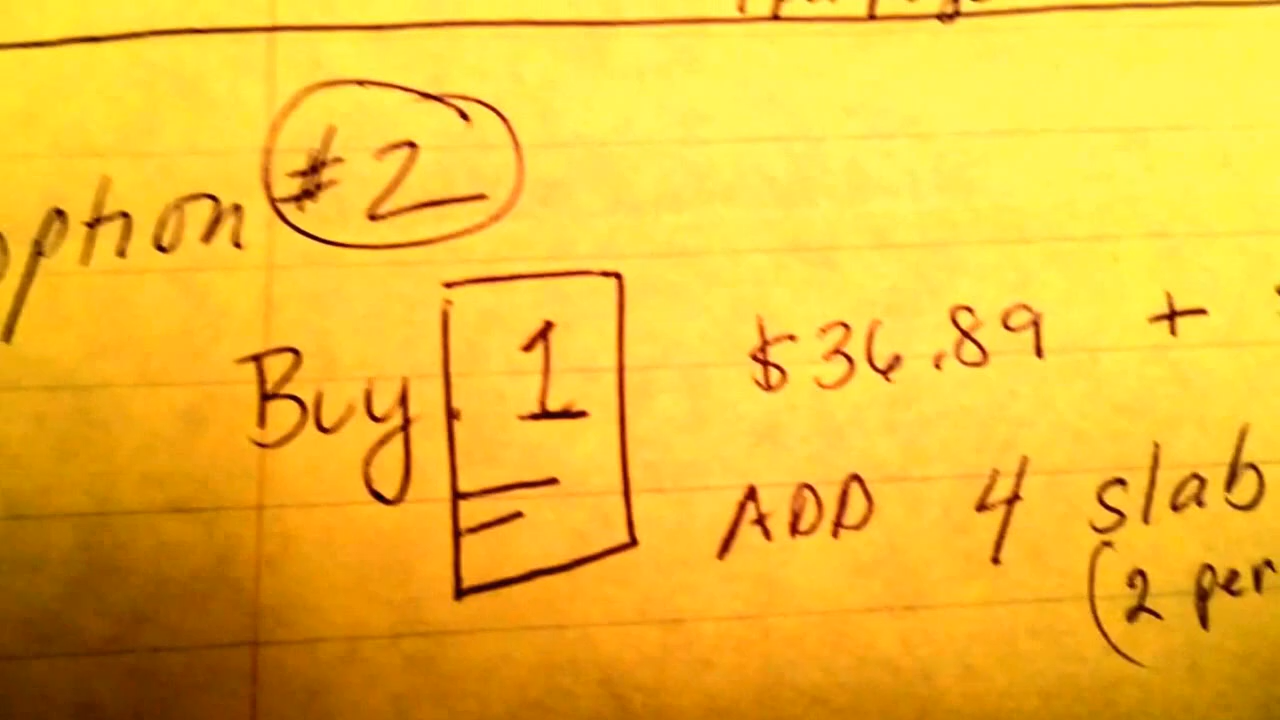 option #2
Buy 1 $36.89 +
ADD 4 slab
(2 per